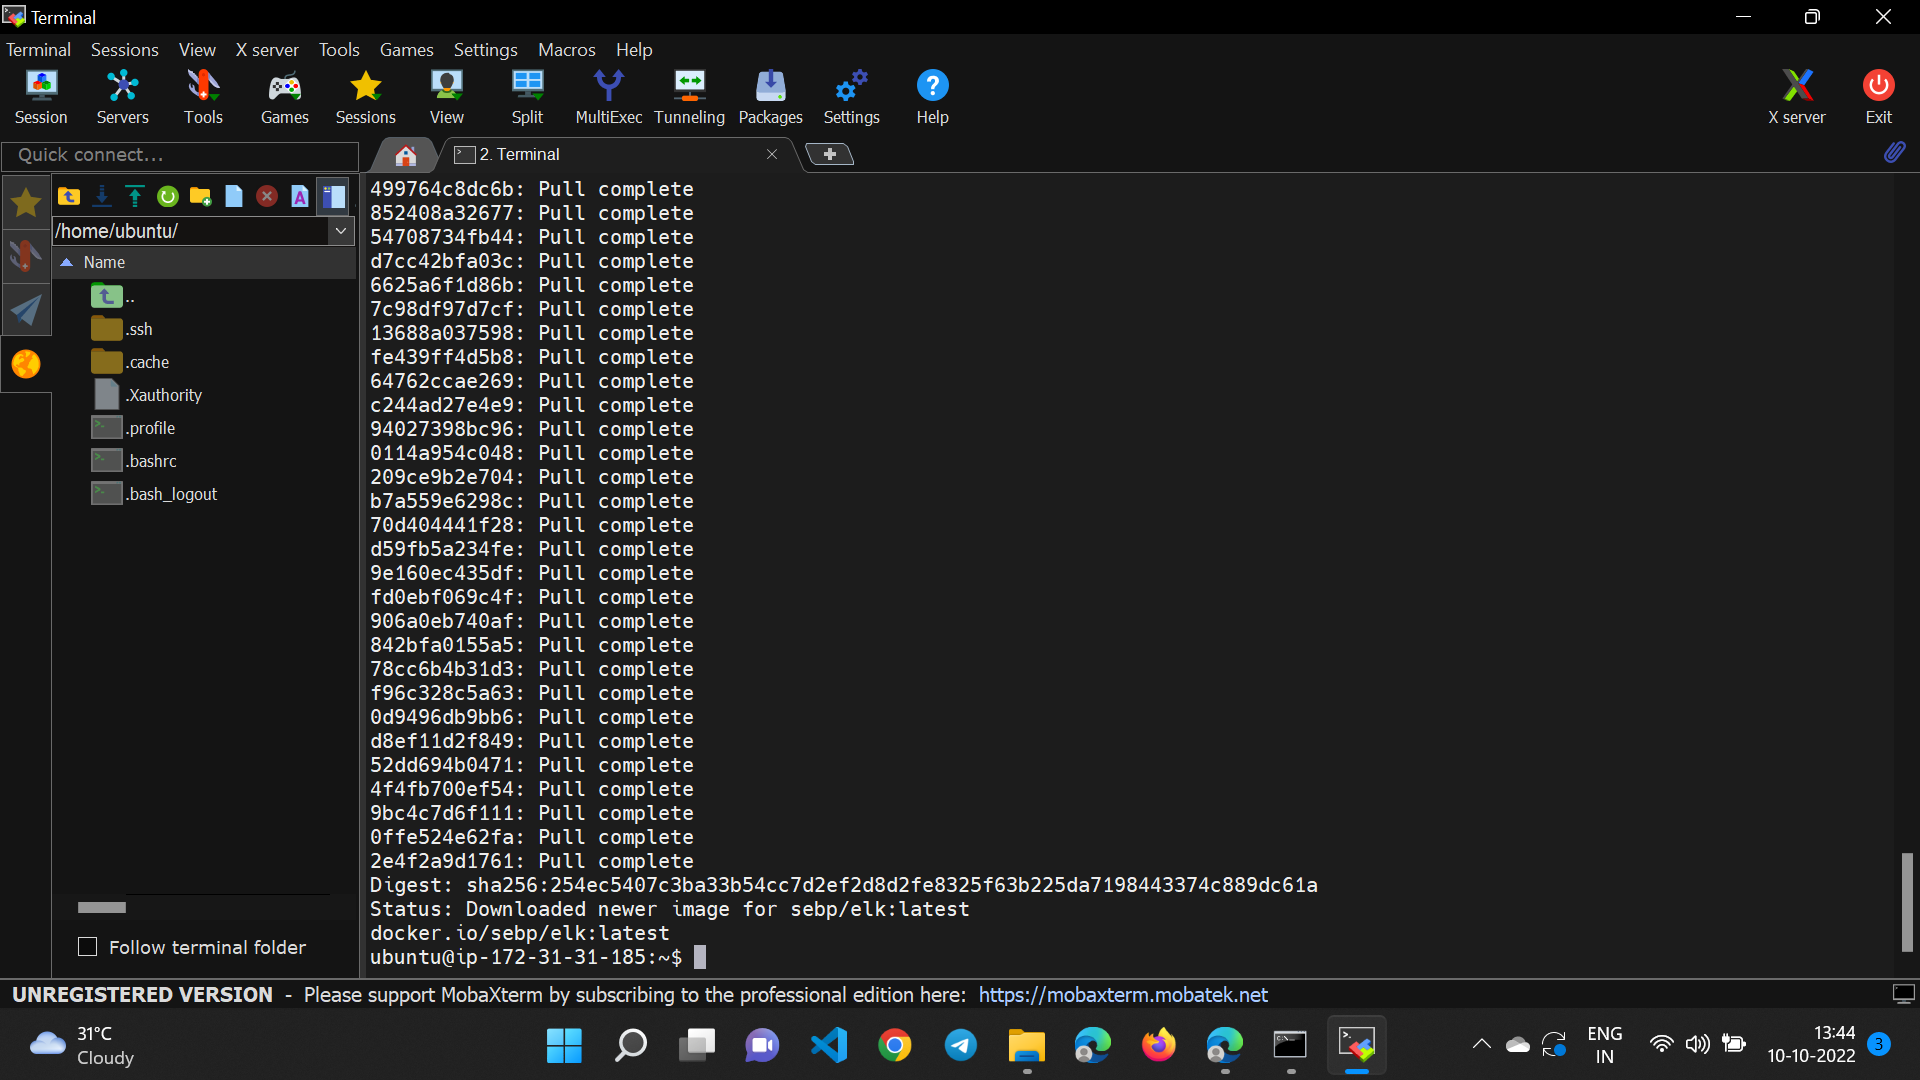 Terminal
Terminal Sessions View X server Tools Games Settings Macros Help
Session Servers Tools Games Sessions View Split MultiExec Tunneling Packages Settings Help X server Exit
Quick connect...
2. Terminal
/home/ubuntu/
Name
..
.ssh
.cache
.Xauthority
.profile
.bashrc
.bash_logout
Follow terminal folder
499764c8dc6b: Pull complete
852408a32677: Pull complete
54708734fb44: Pull complete
d7cc42bfa03c: Pull complete
6625a6f1d86b: Pull complete
7c98df97d7cf: Pull complete
13688a037598: Pull complete
fe439ff4d5b8: Pull complete
64762ccae269: Pull complete
c244ad27e4e9: Pull complete
94027398bc96: Pull complete
0114a954c048: Pull complete
209ce9b2e704: Pull complete
b7a559e6298c: Pull complete
70d404441f28: Pull complete
d59fb5a234fe: Pull complete
9e160ec435df: Pull complete
fd0ebf069c4f: Pull complete
906a0eb740af: Pull complete
842bfa0155a5: Pull complete
78cc6b4b31d3: Pull complete
f96c328c5a63: Pull complete
0d9496db9bb6: Pull complete
d8ef11d2f849: Pull complete
52dd694b0471: Pull complete
4f4fb700ef54: Pull complete
9bc4c7d6f111: Pull complete
0ffe524e62fa: Pull complete
2e4f2a9d1761: Pull complete
Digest: sha256:254ec5407c3ba33b54cc7d2ef2d8d2fe8325f63b225da7198443374c889dc61a
Status: Downloaded newer image for sebp/elk:latest
docker.io/sebp/elk:latest
ubuntu@ip-172-31-31-185:~$
UNREGISTERED VERSION - Please support MobaXterm by subscribing to the professional edition here: https://mobaxterm.mobatek.net
31°C
Cloudy
ENG
IN
13:44
10-10-2022
3